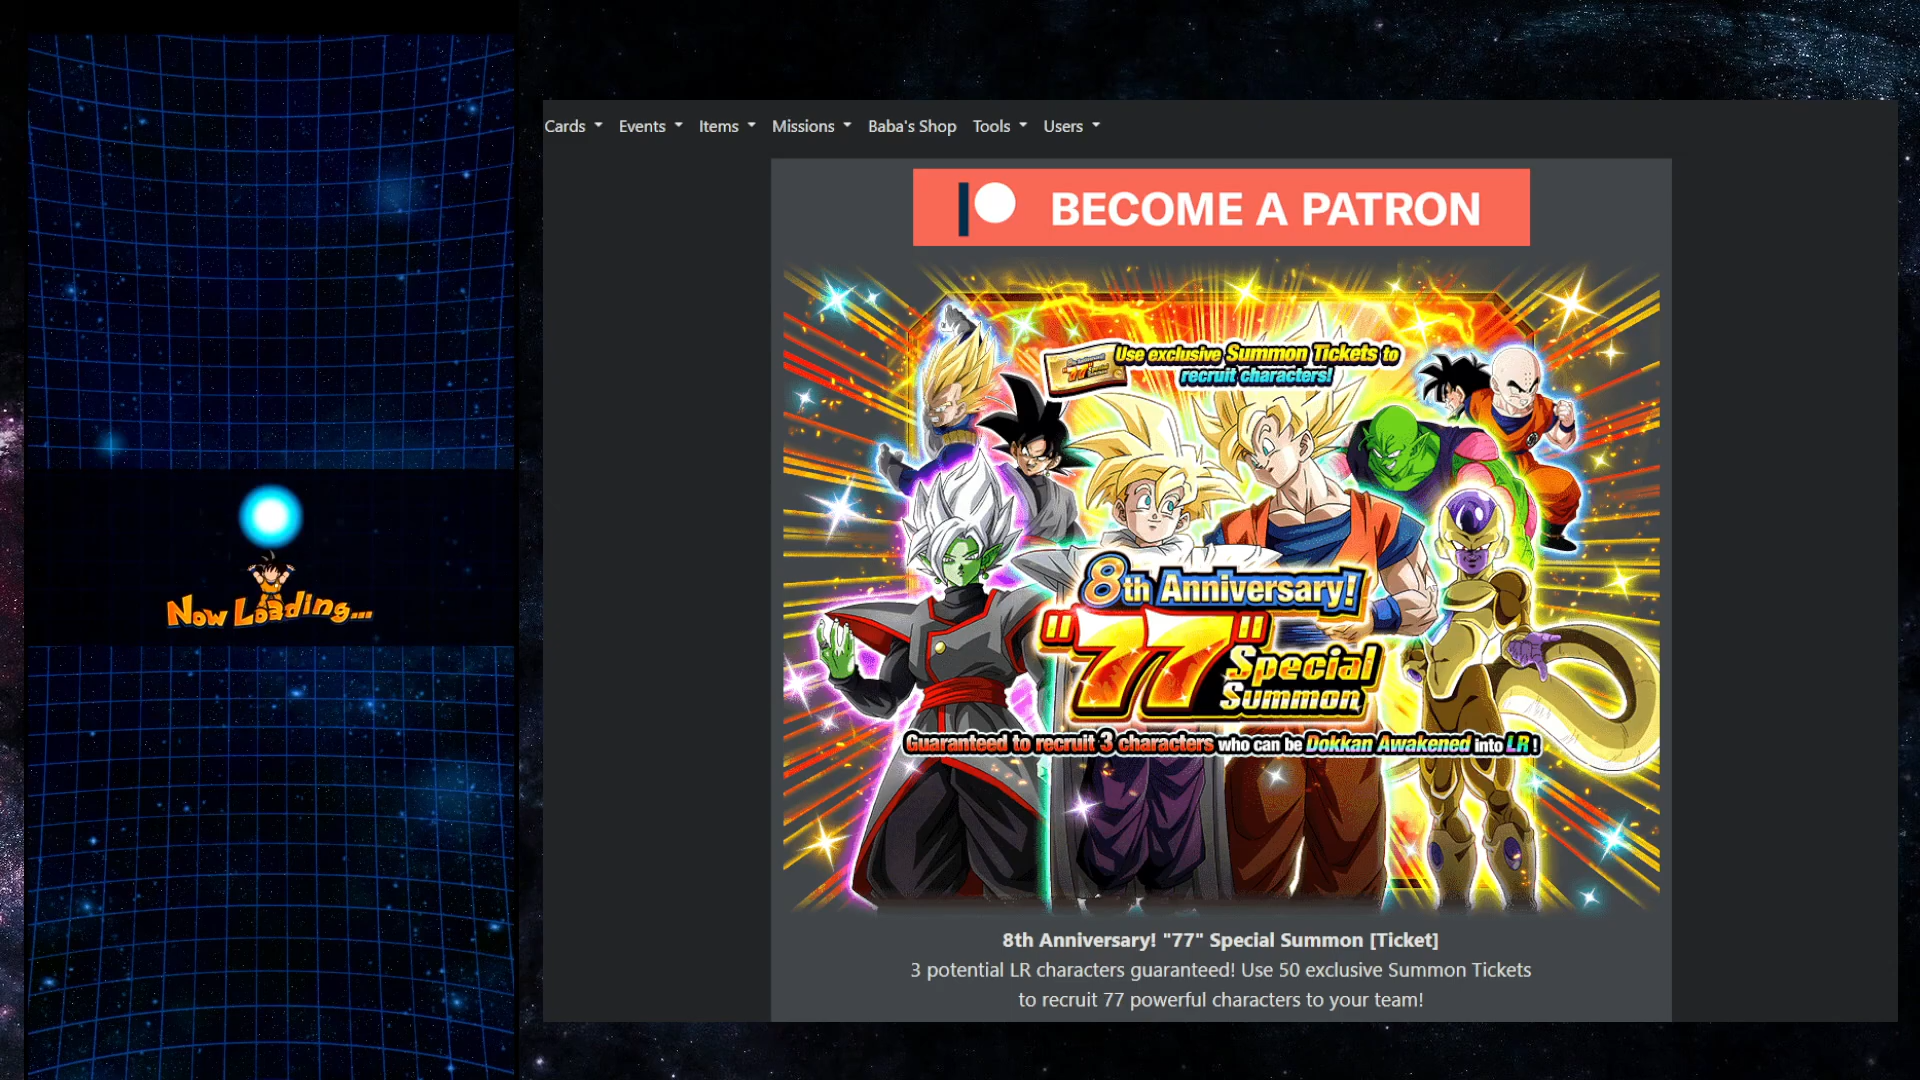 Cards Events Items Missions Baba's Shop Tools Users
BECOME A PATRON
Use exclusive Summon Tickets to
recruit characters!
"77"
8th Anniversary!
"77" Special
Summon
Guaranteed to recruit 3 characters who can be Dokkan Awakened into LR!
Now Loading...
8th Anniversary! "77" Special Summon [Ticket]
3 potential LR characters guaranteed! Use 50 exclusive Summon Tickets
to recruit 77 powerful characters to your team!